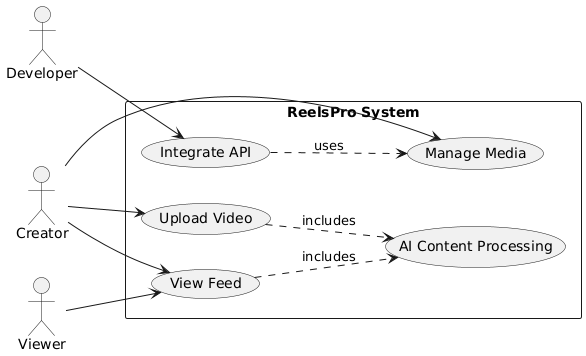 Developer
ReelsPro System
Integrate API
uses
Manage Media
Creator
Upload Video
includes
AI Content Processing
includes
View Feed
Viewer